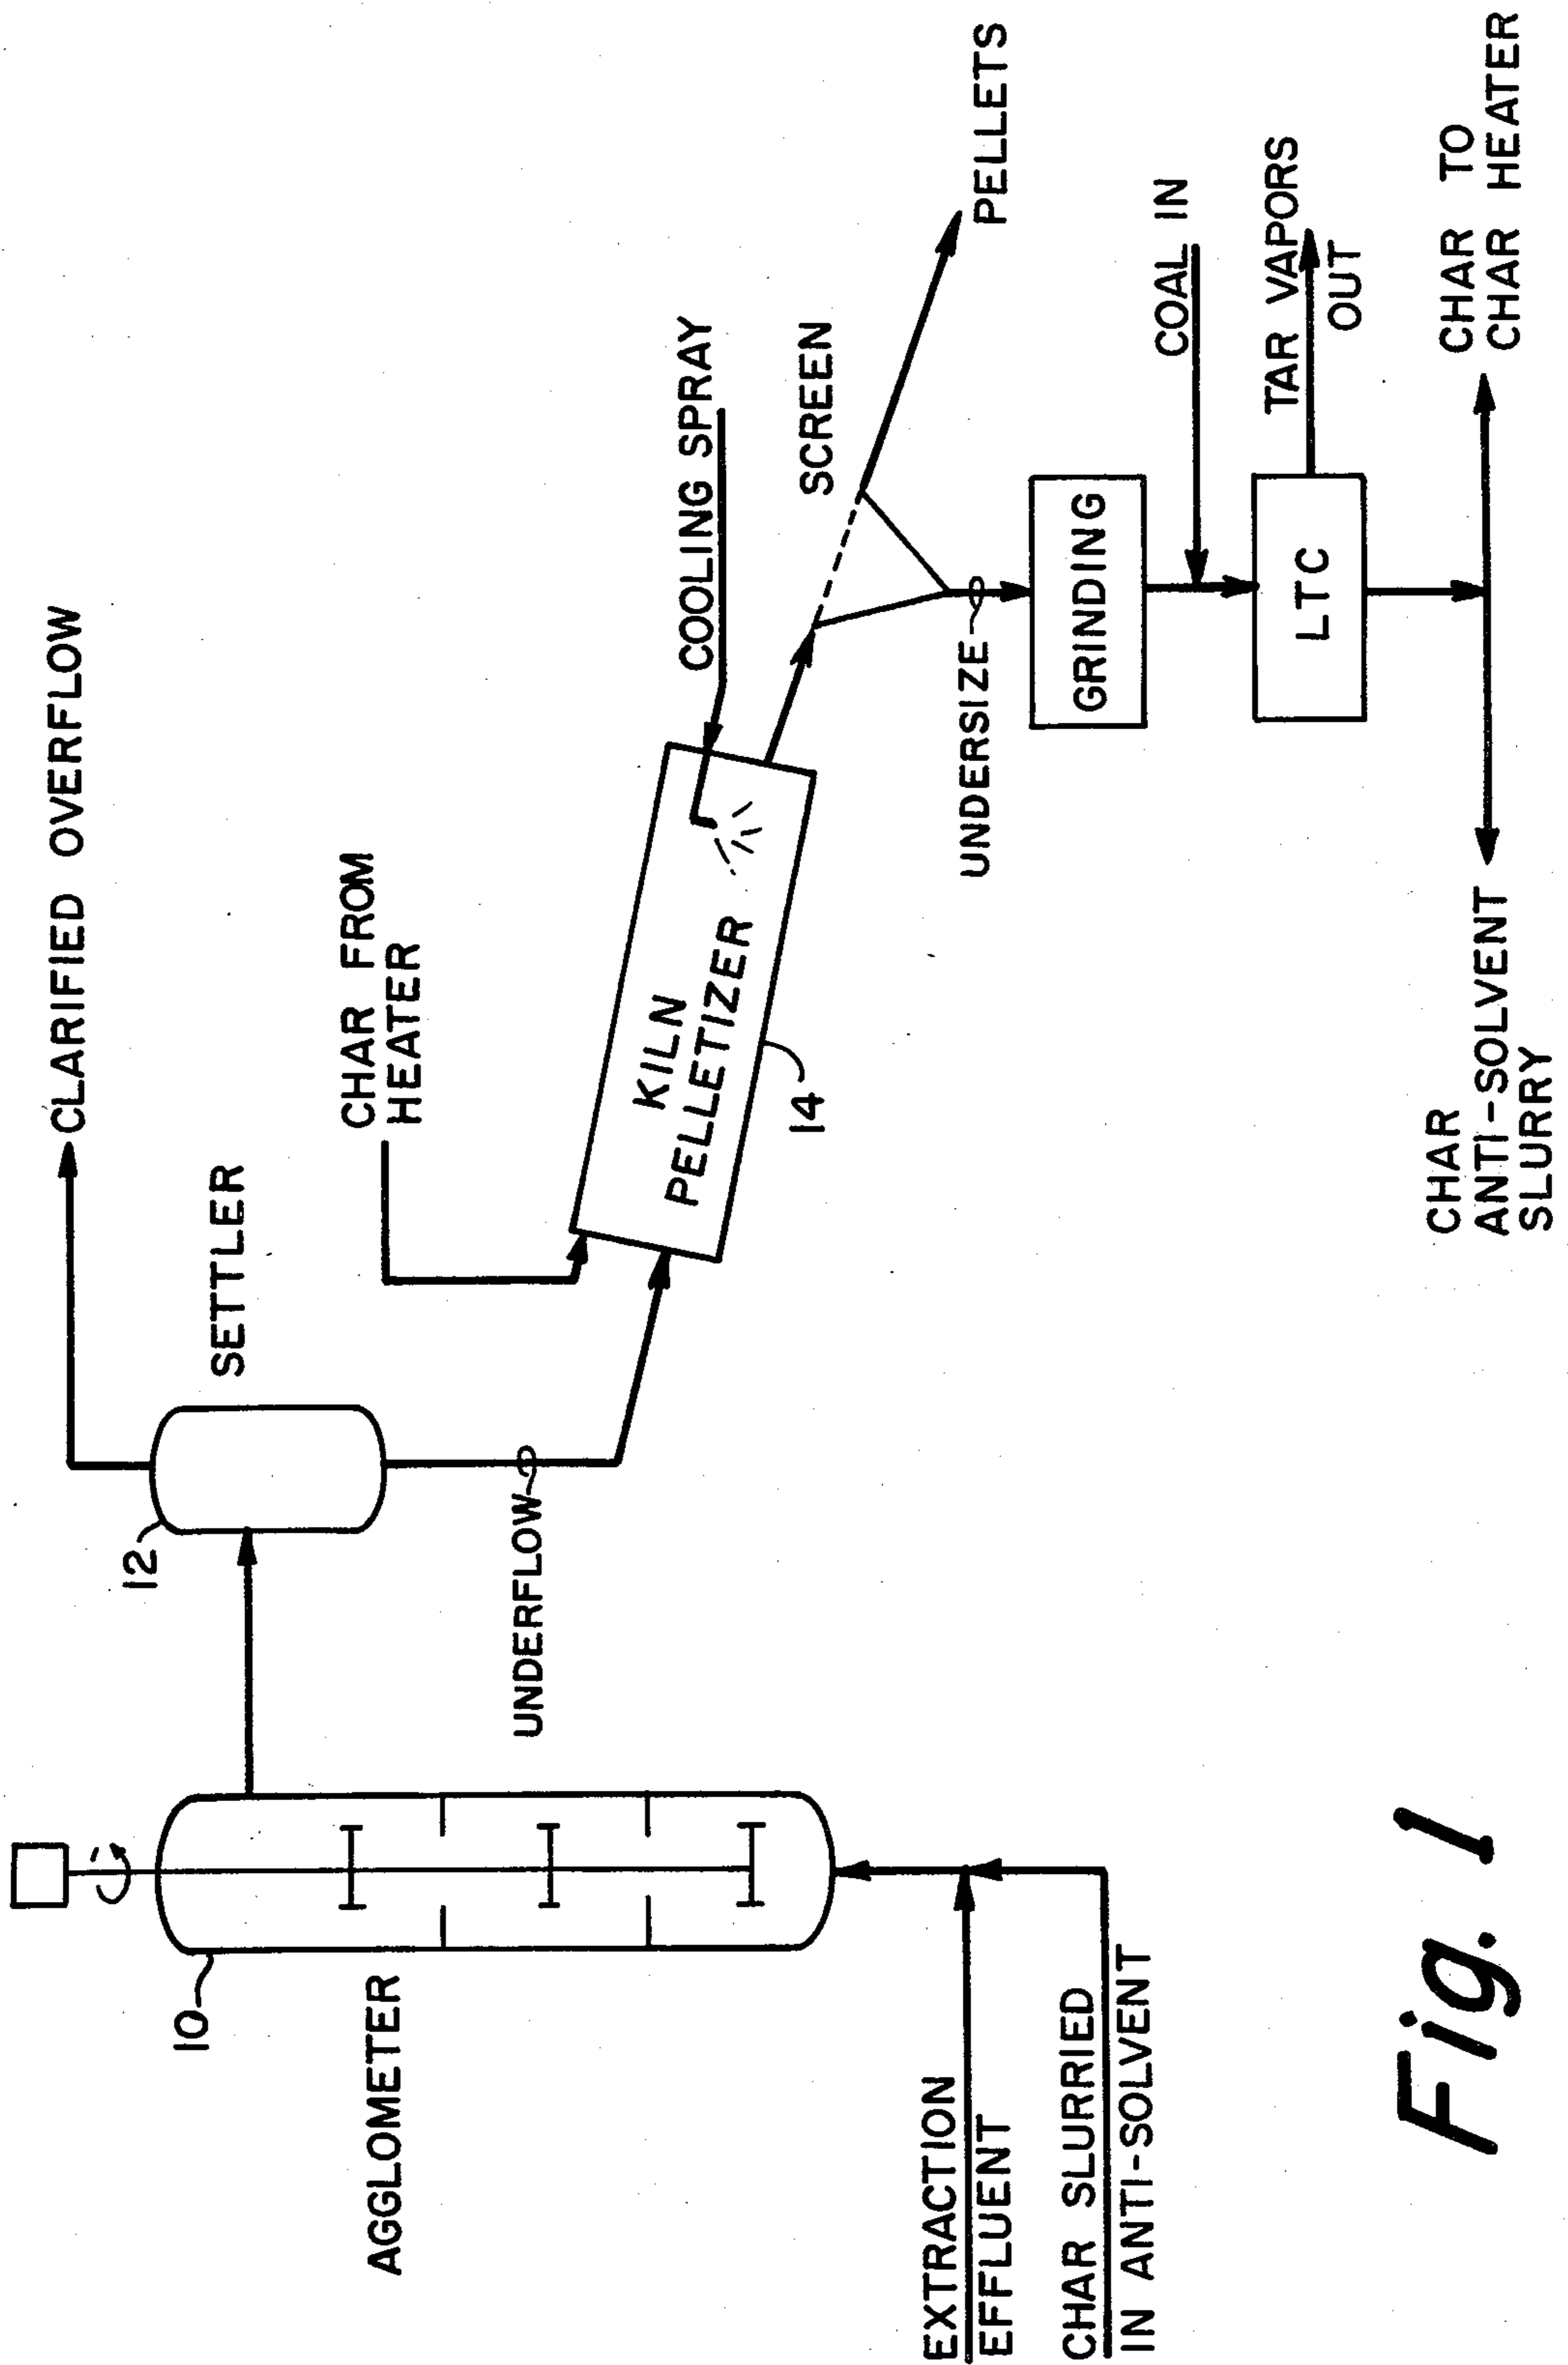 CLARIFIED OVERFLOW
SETTLER
12
CHAR FROM
HEATER
10
AGGLOMETER
UNDERFLOW
KILN
PELLETIZER
14
COOLING SPRAY
SCREEN
PELLETS
UNDERSIZE
GRINDING
COAL IN
LTC
TAR VAPORS
OUT
EXTRACTION
EFFLUENT
CHAR SLURRIED
IN ANTI-SOLVENT
CHAR
ANTI-SOLVENT
SLURRY
CHAR TO
CHAR HEATER
Fig. 1